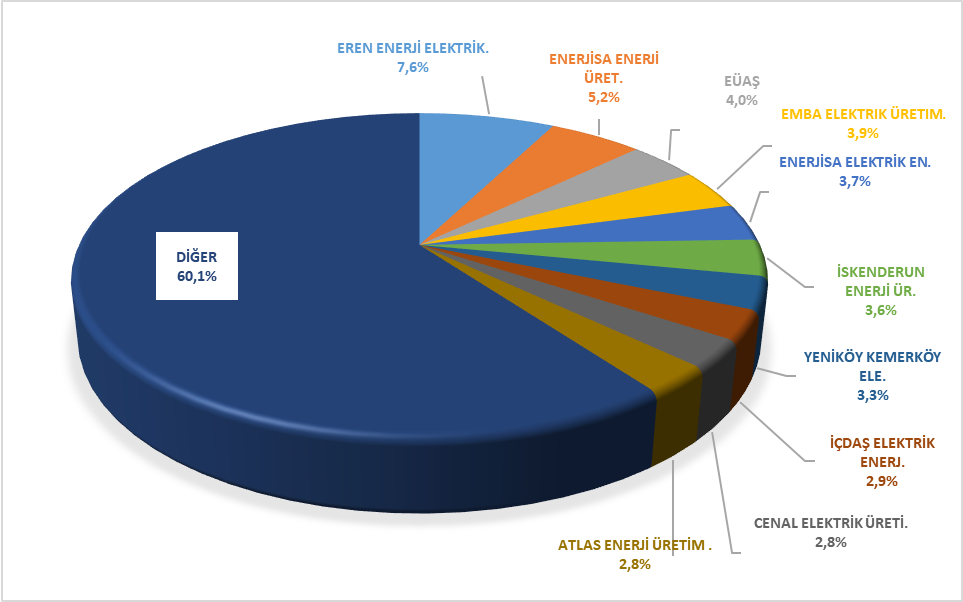 EREN ENERJİ ELEKTRİK.
7,6%
ENERJİSA ENERJİ
ÜRET.
5,2%
EÜAŞ
4,0%
EMBA ELEKTRIK ÜRETIM.
3,9%
ENERJİSA ELEKTRİK EN.
3,7%
İSKENDERUN
ENERJİ ÜR.
3,6%
YENİKÖY KEMERKÖY
ELE.
3,3%
İÇDAŞ ELEKTRİK
ENERJ.
2,9%
CENAL ELEKTRİK ÜRETİ.
2,8%
ATLAS ENERJİ ÜRETİM .
2,8%
DİĞER
60,1%